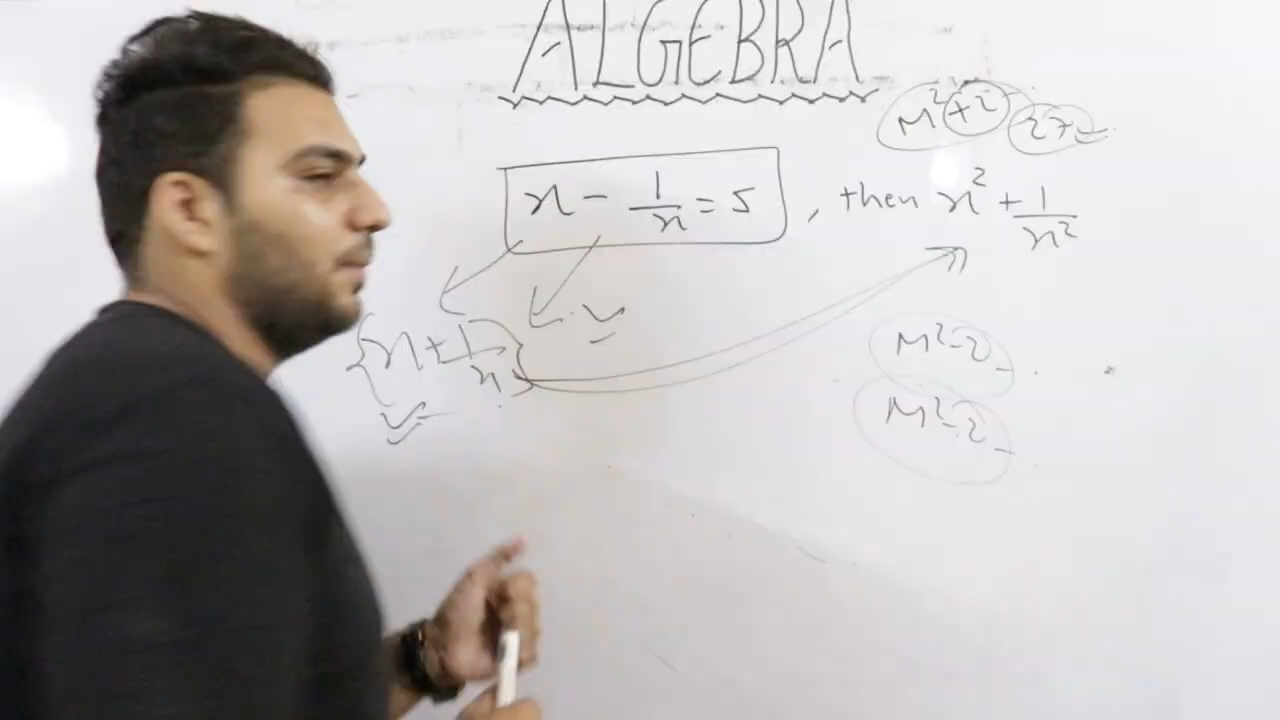 ALGEBRA
M²+2 27
x - 1/x = 5, then x² + 1/x²
{x + 1/x}
M²-2
M²-2